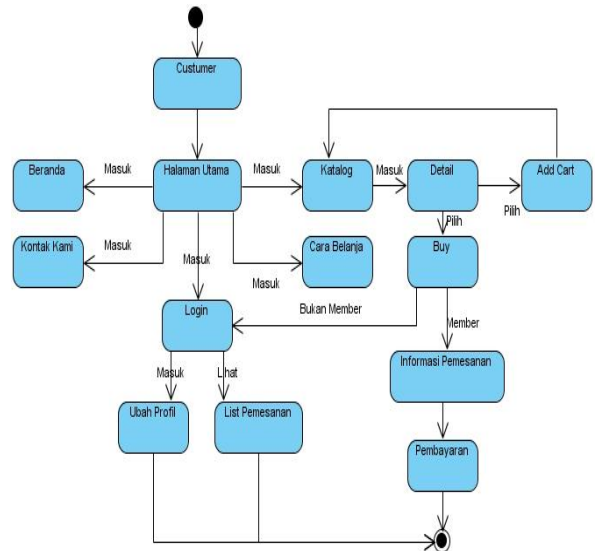 Custumer
Beranda
Masuk
Halaman Utama
Masuk
Katalog
Masuk
Detail
Add Cart
Pilih
Pilih
Kontak Kami
Masuk
Masuk
Cara Belanja
Masuk
Buy
Login
Bukan Member
Member
Informasi Pemesanan
Masuk
Lihat
Ubah Profil
List Pemesanan
Pembayaran